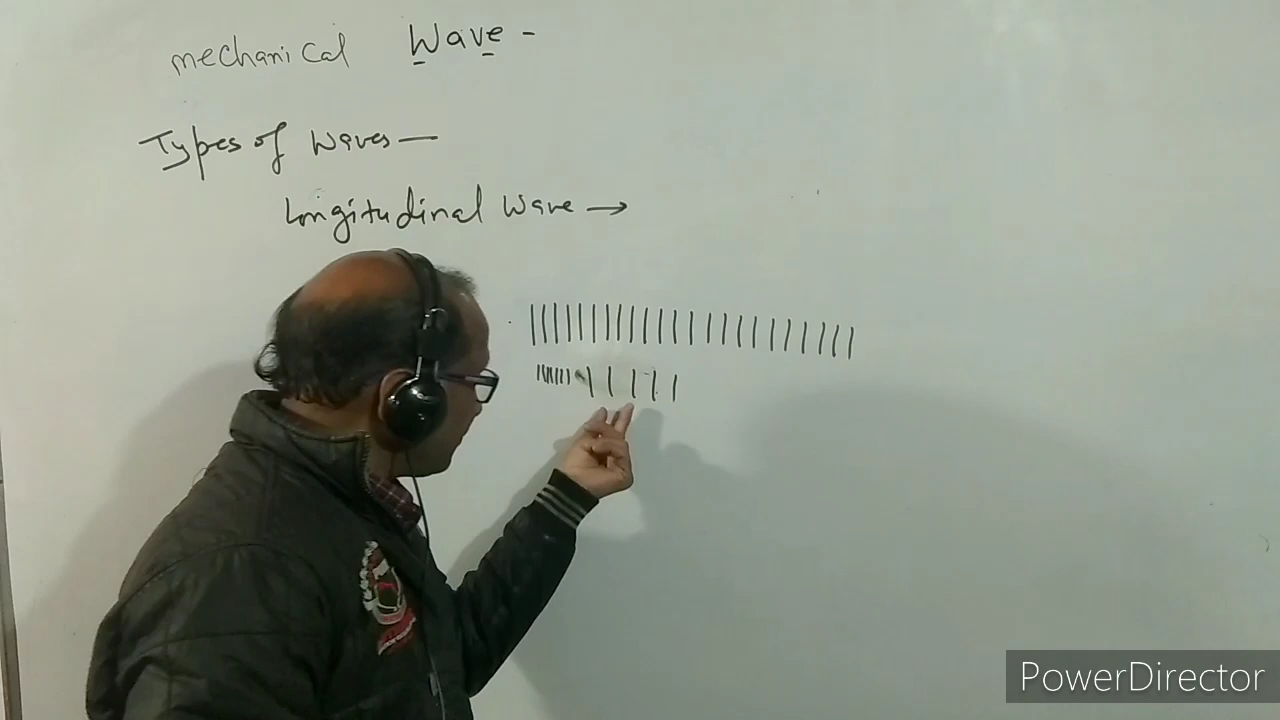 mechanical Wave -
Types of Waves —
Longitudinal Wave →
PowerDirector